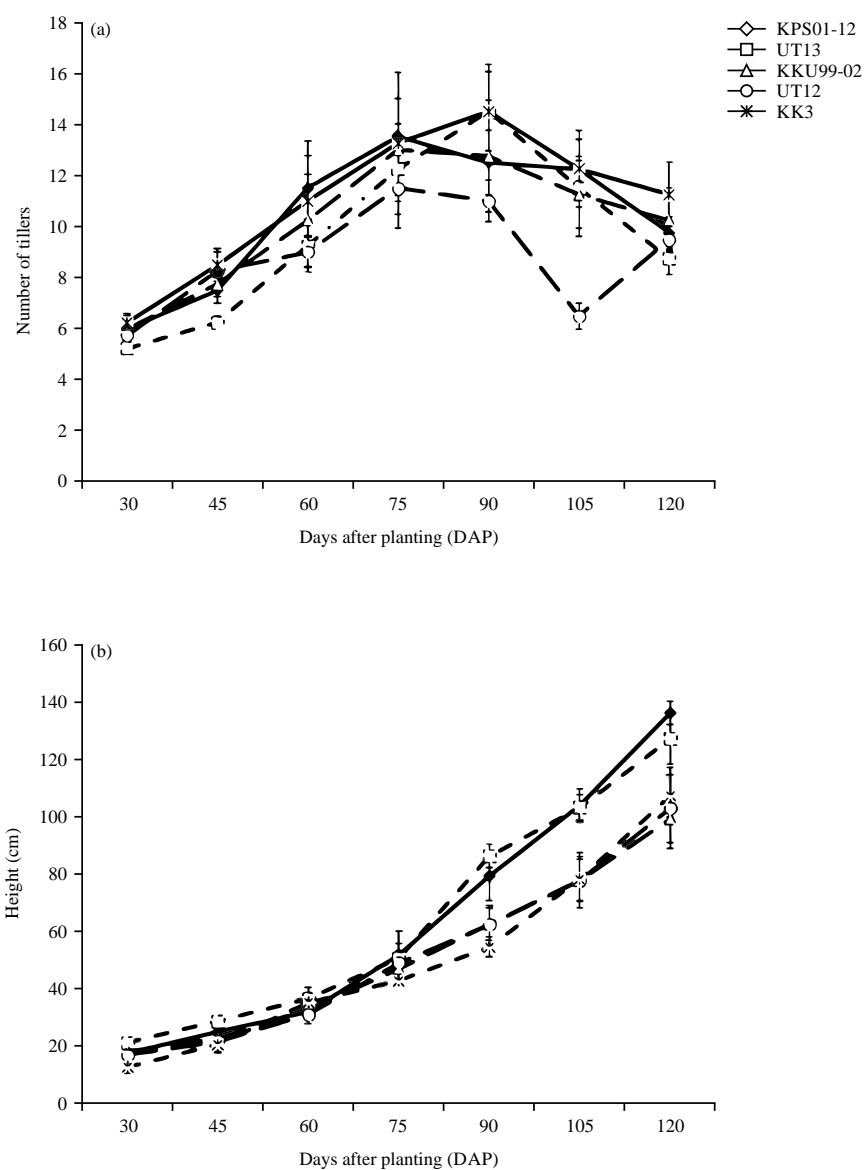 (a)
KPS01-12
UT13
KKU99-02
UT12
KK3
18
16
14
12
10
8
6
4
2
0
Number of tillers
30 45 60 75 90 105 120
Days after planting (DAP)
(b)
160
140
120
100
80
60
40
20
0
Height (cm)
30 45 60 75 90 105 120
Days after planting (DAP)